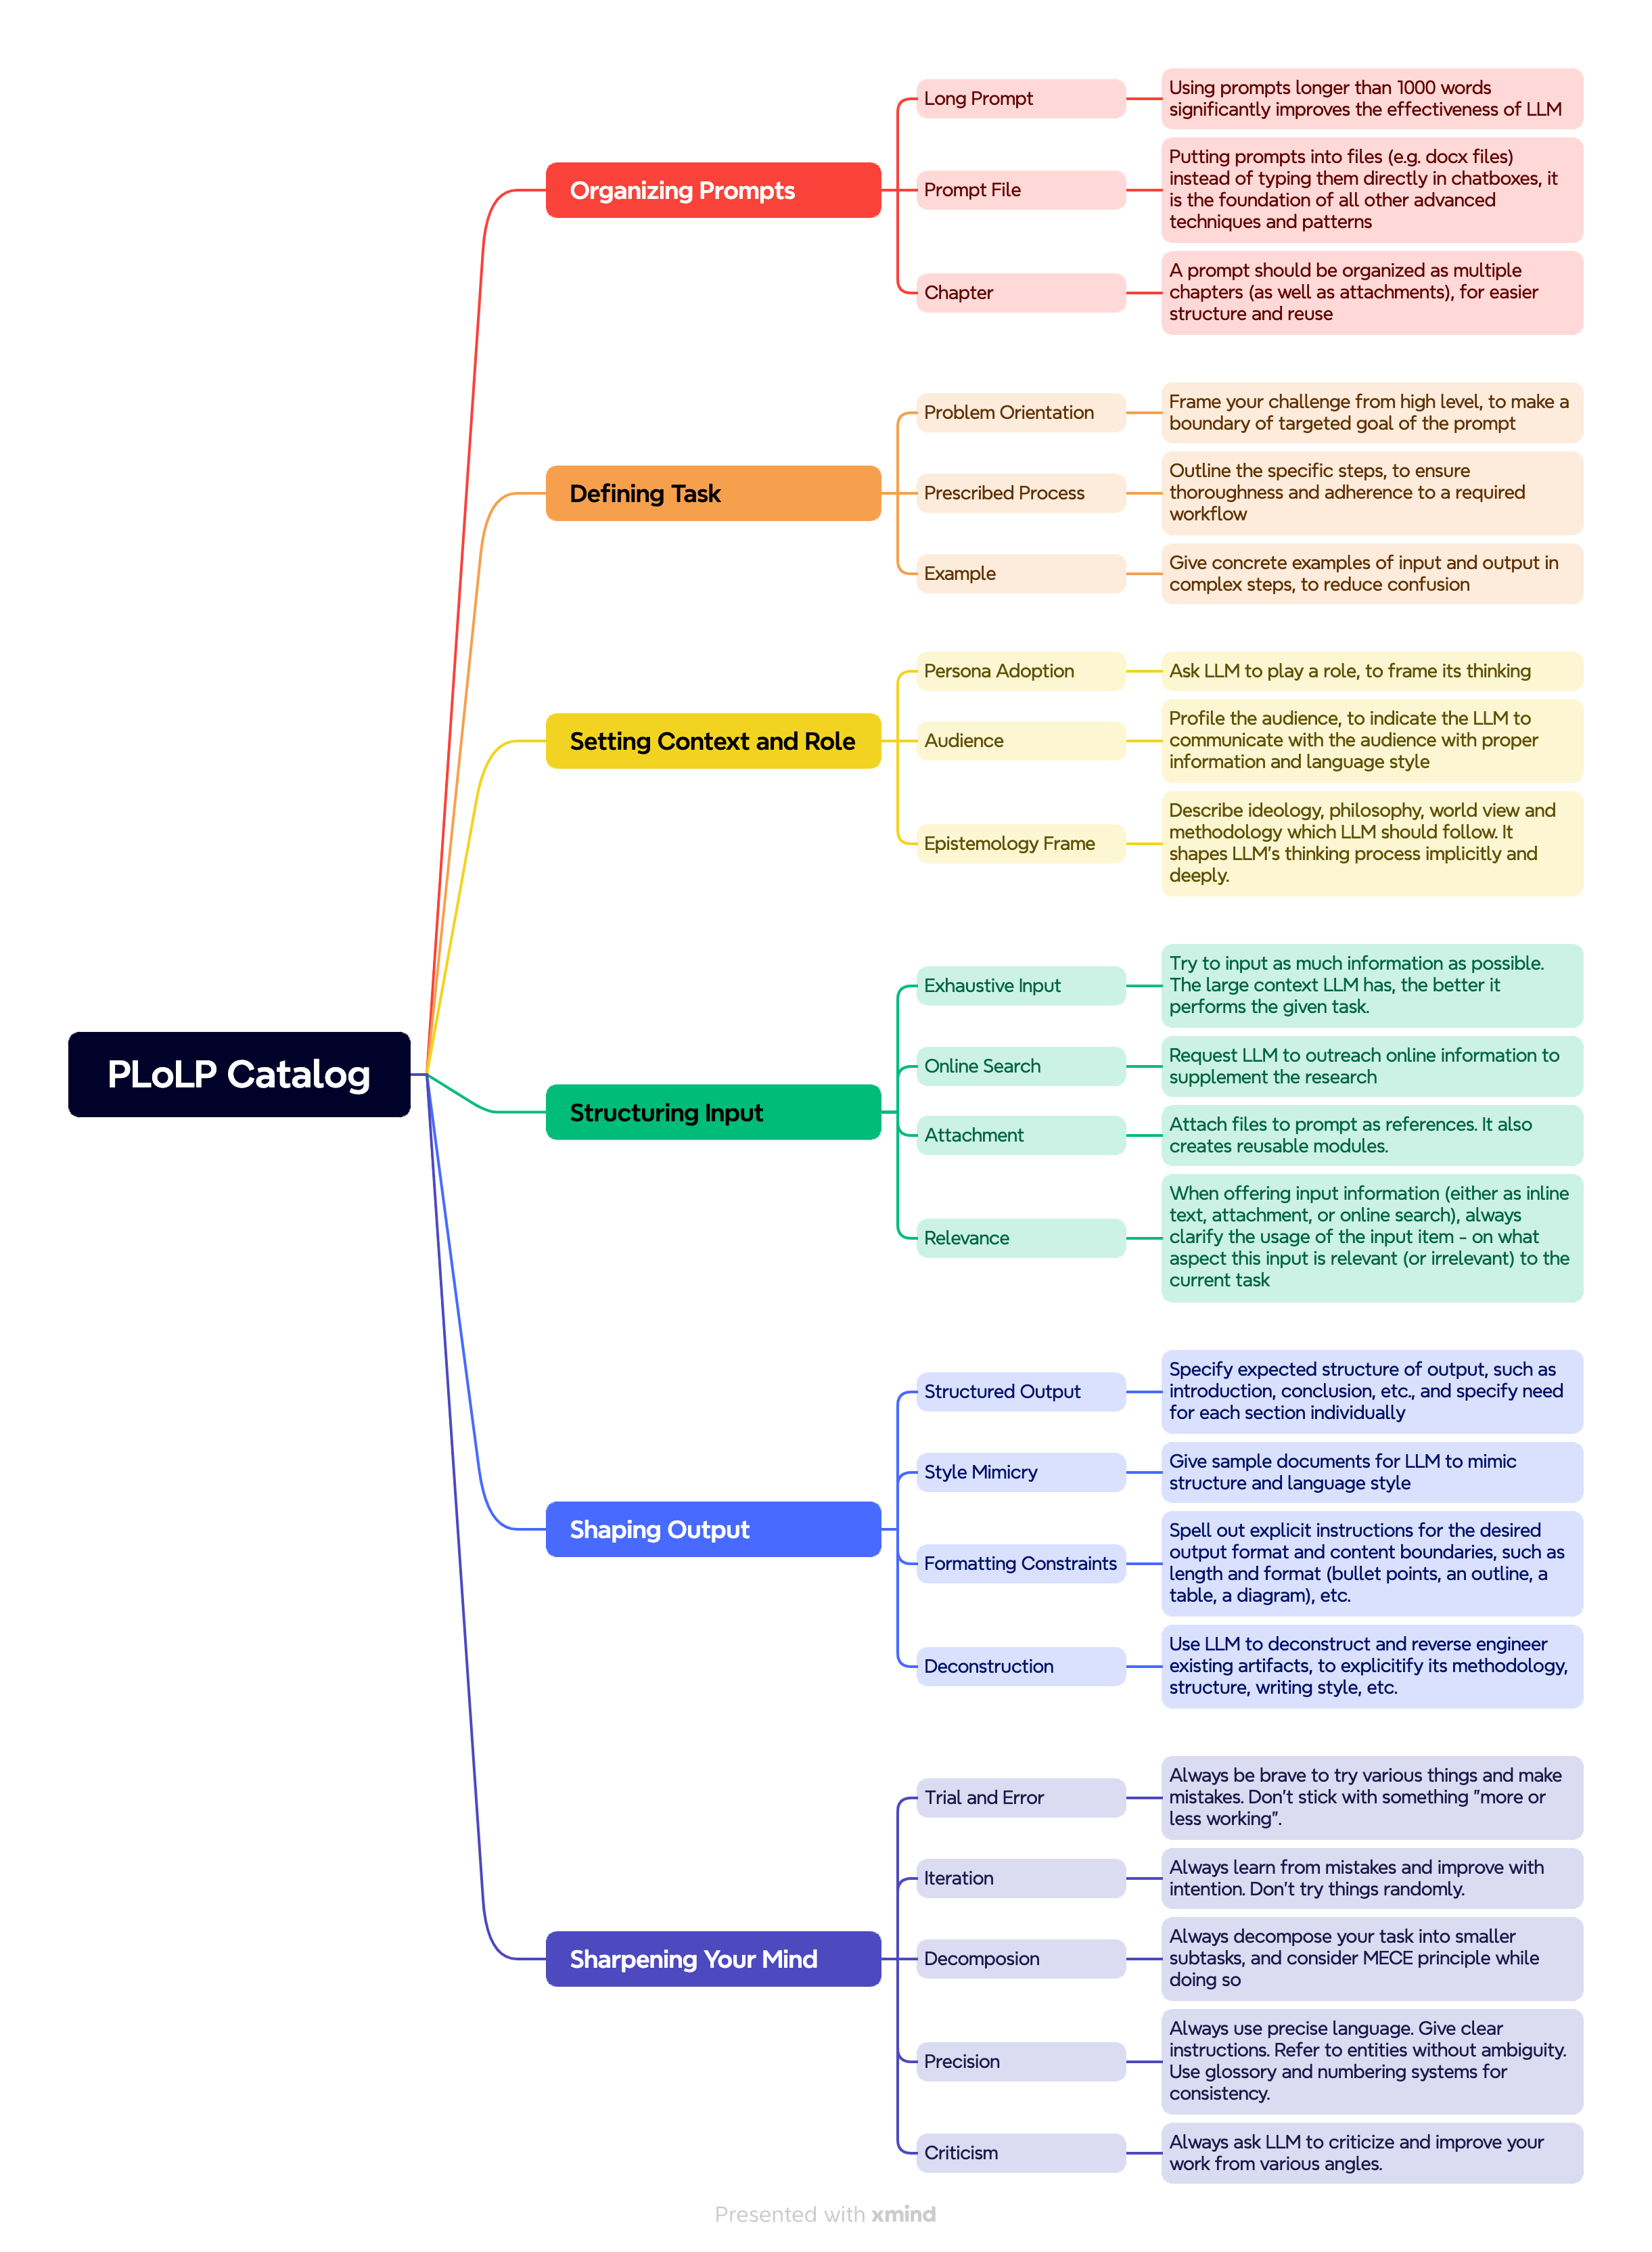 PLoLP Catalog
Organizing Prompts
Long Prompt
Using prompts longer than 1000 words
significantly improves the effectiveness of LLM
Prompt File
Putting prompts into files (e.g. docx files)
instead of typing them directly in chatboxes, it
is the foundation of all other advanced
techniques and patterns
Chapter
A prompt should be organized as multiple
chapters (as well as attachments), for easier
structure and reuse
Defining Task
Problem Orientation
Frame your challenge from high level, to make a
boundary of targeted goal of the prompt
Prescribed Process
Outline the specific steps, to ensure
thoroughness and adherence to a required
workflow
Example
Give concrete examples of input and output in
complex steps, to reduce confusion
Setting Context and Role
Persona Adoption
Ask LLM to play a role, to frame its thinking
Audience
Profile the audience, to indicate the LLM to
communicate with the audience with proper
information and language style
Epistemology Frame
Describe ideology, philosophy, world view and
methodology which LLM should follow. It
shapes LLM's thinking process implicitly and
deeply.
Structuring Input
Exhaustive Input
Try to input as much information as possible.
The large context LLM has, the better it
performs the given task.
Online Search
Request LLM to outreach online information to
supplement the research
Attachment
Attach files to prompt as references. It also
creates reusable modules.
Relevance
When offering input information (either as inline
text, attachment, or online search), always
clarify the usage of the input item - on what
aspect this input is relevant (or irrelevant) to the
current task
Shaping Output
Structured Output
Specify expected structure of output, such as
introduction, conclusion, etc., and specify need
for each section individually
Style Mimicry
Give sample documents for LLM to mimic
structure and language style
Formatting Constraints
Spell out explicit instructions for the desired
output format and content boundaries, such as
length and format (bullet points, an outline, a
table, a diagram), etc.
Deconstruction
Use LLM to deconstruct and reverse engineer
existing artifacts, to explicitify its methodology,
structure, writing style, etc.
Sharpening Your Mind
Trial and Error
Always be brave to try various things and make
mistakes. Don't stick with something "more or
less working".
Iteration
Always learn from mistakes and improve with
intention. Don't try things randomly.
Decomposion
Always decompose your task into smaller
subtasks, and consider MECE principle while
doing so
Precision
Always use precise language. Give clear
instructions. Refer to entities without ambiguity.
Use glossory and numbering systems for
consistency.
Criticism
Always ask LLM to criticize and improve your
work from various angles.
Presented with xmind